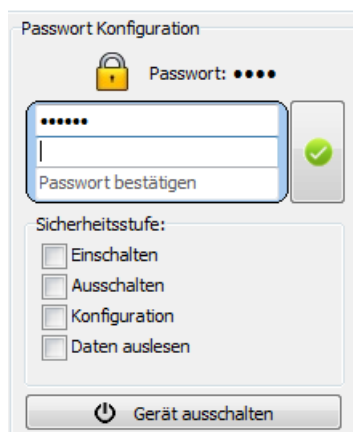 Passwort Konfiguration
Passwort: ●●●●
●●●●●●
Passwort bestätigen
Sicherheitsstufe:
Einschalten
Ausschalten
Konfiguration
Daten auslesen
Gerät ausschalten